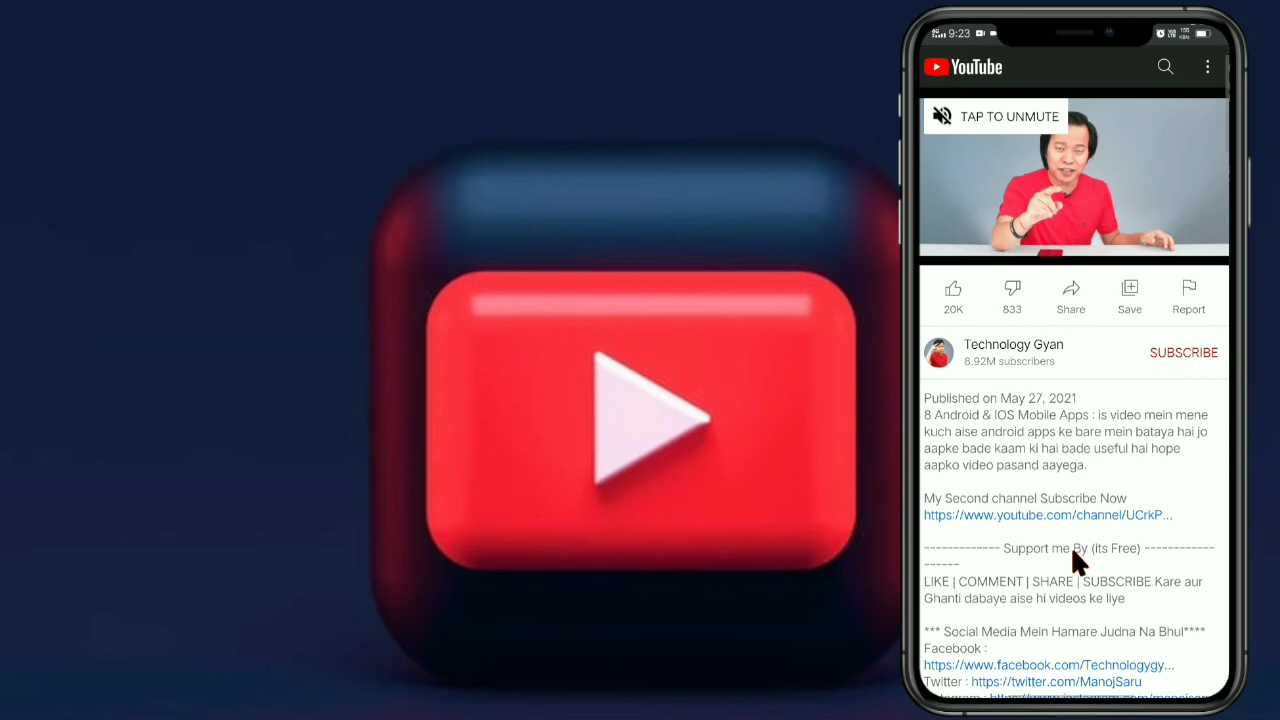 9:23
YouTube
TAP TO UNMUTE
20K 833 Share Save Report
Technology Gyan
8.92M subscribers
SUBSCRIBE
Published on May 27, 2021
8 Android & IOS Mobile Apps : is video mein mene
kuch aise android apps ke bare mein bataya hai jo
aapke bade kaam ki hai bade useful hai hope
aapko video pasand aayega.
My Second channel Subscribe Now
https://www.youtube.com/channel/UCrkP...
------------- Support me By (its Free) ------------
------
LIKE | COMMENT | SHARE | SUBSCRIBE Kare aur
Ghanti dabaye aise hi videos ke liye
*** Social Media Mein Hamare Judna Na Bhul****
Facebook :
https://www.facebook.com/Technologygy...
Twitter : https://twitter.com/ManojSaru